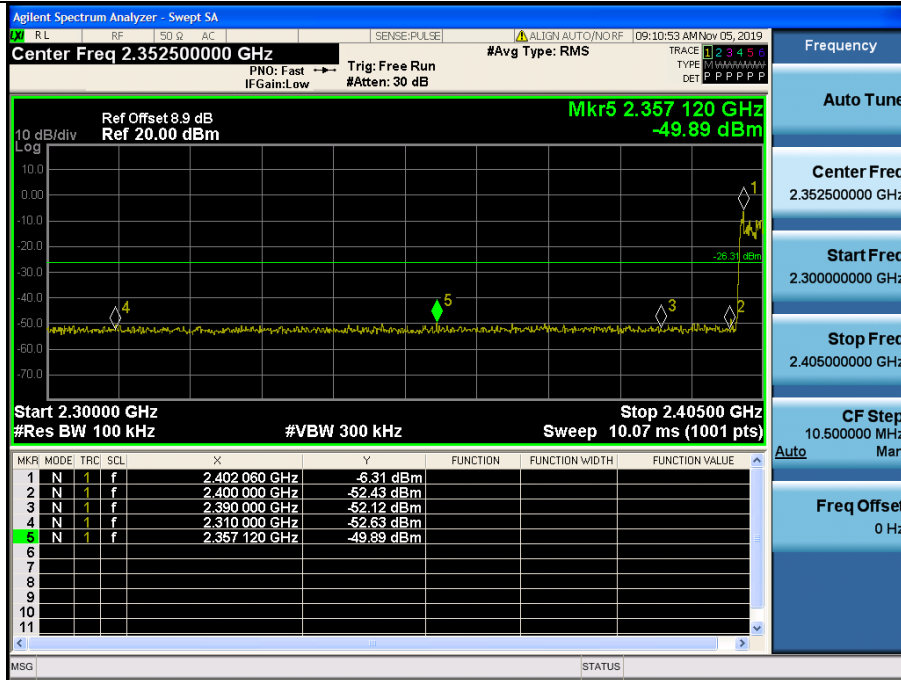 Agilent Spectrum Analyzer - Swept SA
LXI RL RF 50 Ω AC SENSE:PULSE ALIGN AUTO/NO RF 09:10:53 AM Nov 05, 2019
Center Freq 2.352500000 GHz
PNO: Fast
IFGain:Low
Trig: Free Run
#Atten: 30 dB
#Avg Type: RMS
TRACE 1 2 3 4 5 6
TYPE M W W W W W
DET P P P P P P
Mkr5 2.357 120 GHz
-49.89 dBm
Ref Offset 8.9 dB
10 dB/div Ref 20.00 dBm
Log
10.0
0.00
-10.0
-20.0
-30.0
-40.0
-50.0
-60.0
-70.0
1
-26.31 dBm
4
5
3
2
Start 2.30000 GHz Stop 2.40500 GHz
#Res BW 100 kHz #VBW 300 kHz Sweep 10.07 ms (1001 pts)
MKR MODE TRC SCL X Y FUNCTION FUNCTION WIDTH FUNCTION VALUE
1 N 1 f 2.402 060 GHz -6.31 dBm
2 N 1 f 2.400 000 GHz -52.43 dBm
3 N 1 f 2.390 000 GHz -52.12 dBm
4 N 1 f 2.310 000 GHz -52.63 dBm
5 N 1 f 2.357 120 GHz -49.89 dBm
6
7
8
9
10
11
MSG STATUS
Frequency
Auto Tune
Center Freq
2.352500000 GHz
Start Freq
2.300000000 GHz
Stop Freq
2.405000000 GHz
CF Step
10.500000 MHz
Auto Man
Freq Offset
0 Hz